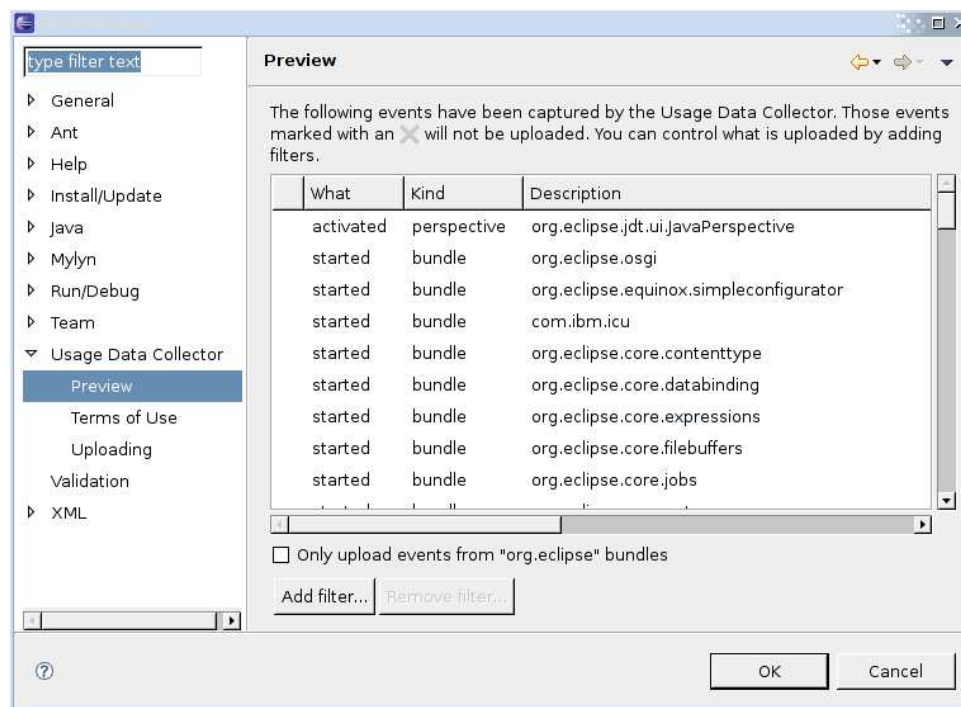 type filter text
General
Ant
Help
Install/Update
Java
Mylyn
Run/Debug
Team
Usage Data Collector
Preview
Terms of Use
Uploading
Validation
XML
Preview
The following events have been captured by the Usage Data Collector. Those events
marked with an will not be uploaded. You can control what is uploaded by adding
filters.
What Kind Description
activated perspective org.eclipse.jdt.ui.JavaPerspective
started bundle org.eclipse.osgi
started bundle org.eclipse.equinox.simpleconfigurator
started bundle com.ibm.icu
started bundle org.eclipse.core.contenttype
started bundle org.eclipse.core.databinding
started bundle org.eclipse.core.expressions
started bundle org.eclipse.core.filebuffers
started bundle org.eclipse.core.jobs
Only upload events from "org.eclipse" bundles
Add filter... Remove filter...
OK Cancel